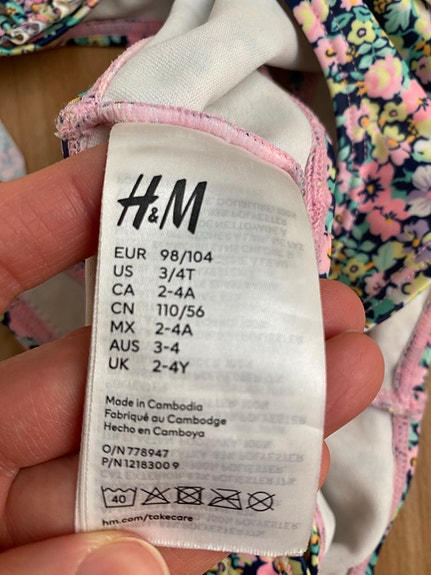 H&M
EUR 98/104
US 3/4T
CA 2-4A
CN 110/56
MX 2-4A
AUS 3-4
UK 2-4Y
Made in Cambodia
Fabriqué au Cambodge
Hecho en Camboya
O/N 778947
P/N 1218300 9
40
hm.com/takecare